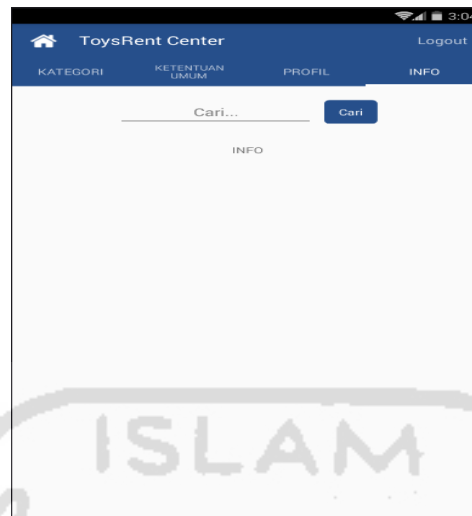 3:04
ToysRent Center
Logout
KATEGORI
KETENTUAN
UMUM
PROFIL
INFO
Cari...
Cari
INFO
ISLAM